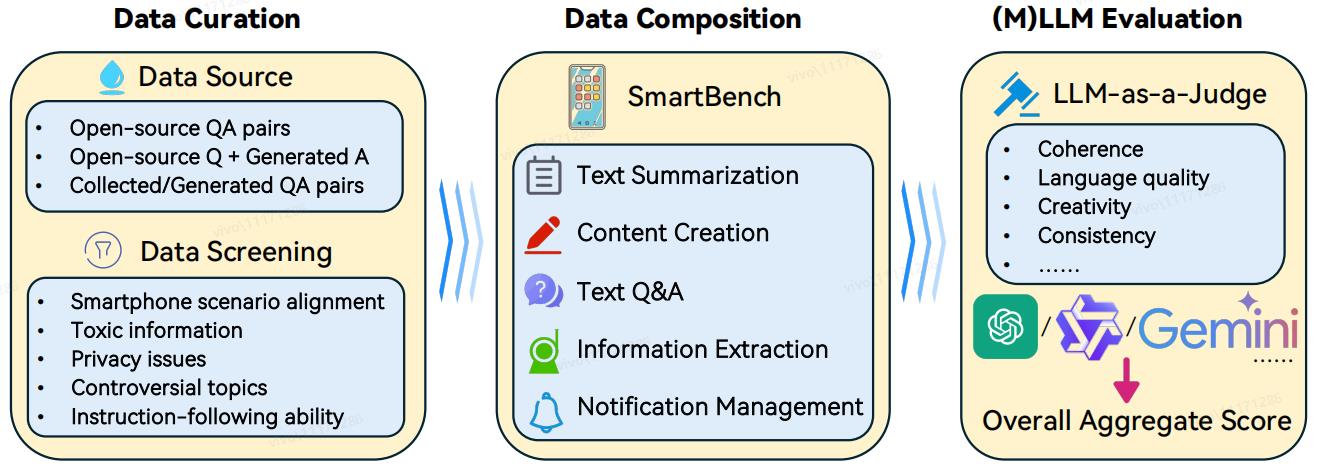 Data Curation
Data Source
• Open-source QA pairs
• Open-source Q + Generated A
• Collected/Generated QA pairs
Data Screening
• Smartphone scenario alignment
• Toxic information
• Privacy issues
• Controversial topics
• Instruction-following ability
Data Composition
SmartBench
Text Summarization
Content Creation
Text Q&A
Information Extraction
Notification Management
(M)LLM Evaluation
LLM-as-a-Judge
• Coherence
• Language quality
• Creativity
• Consistency
• ......
/ / Gemini
......
Overall Aggregate Score
vivo\11171286